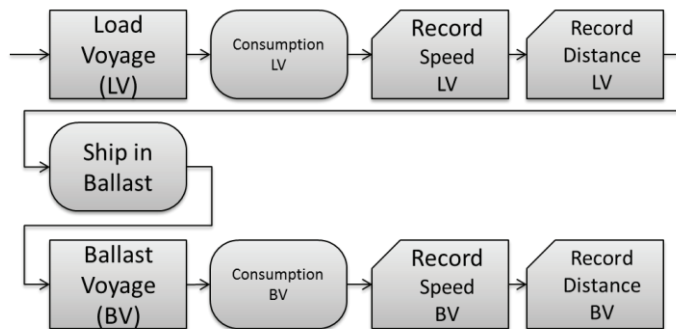 Load
Voyage
(LV)
Consumption
LV
Record
Speed
LV
Record
Distance
LV
Ship in
Ballast
Ballast
Voyage
(BV)
Consumption
BV
Record
Speed
BV
Record
Distance
BV